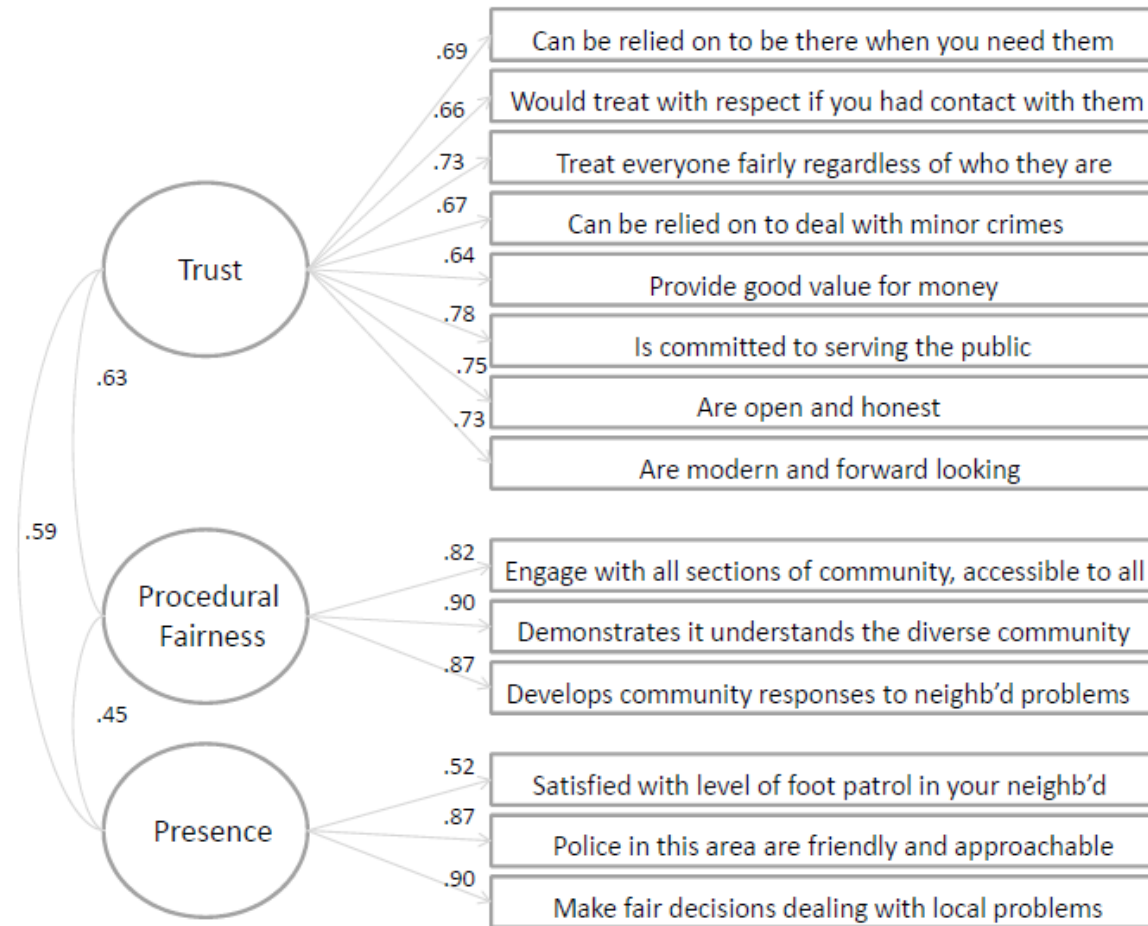 .69
Can be relied on to be there when you need them
.66
Would treat with respect if you had contact with them
.73
Treat everyone fairly regardless of who they are
.67
Can be relied on to deal with minor crimes
Trust
.64
Provide good value for money
.78
Is committed to serving the public
.63
.75
Are open and honest
.73
Are modern and forward looking
.59
.82
Engage with all sections of community, accessible to all
Procedural
Fairness
.90
Demonstrates it understands the diverse community
.87
Develops community responses to neighb'd problems
.45
.52
Satisfied with level of foot patrol in your neighb'd
Presence
.87
Police in this area are friendly and approachable
.90
Make fair decisions dealing with local problems